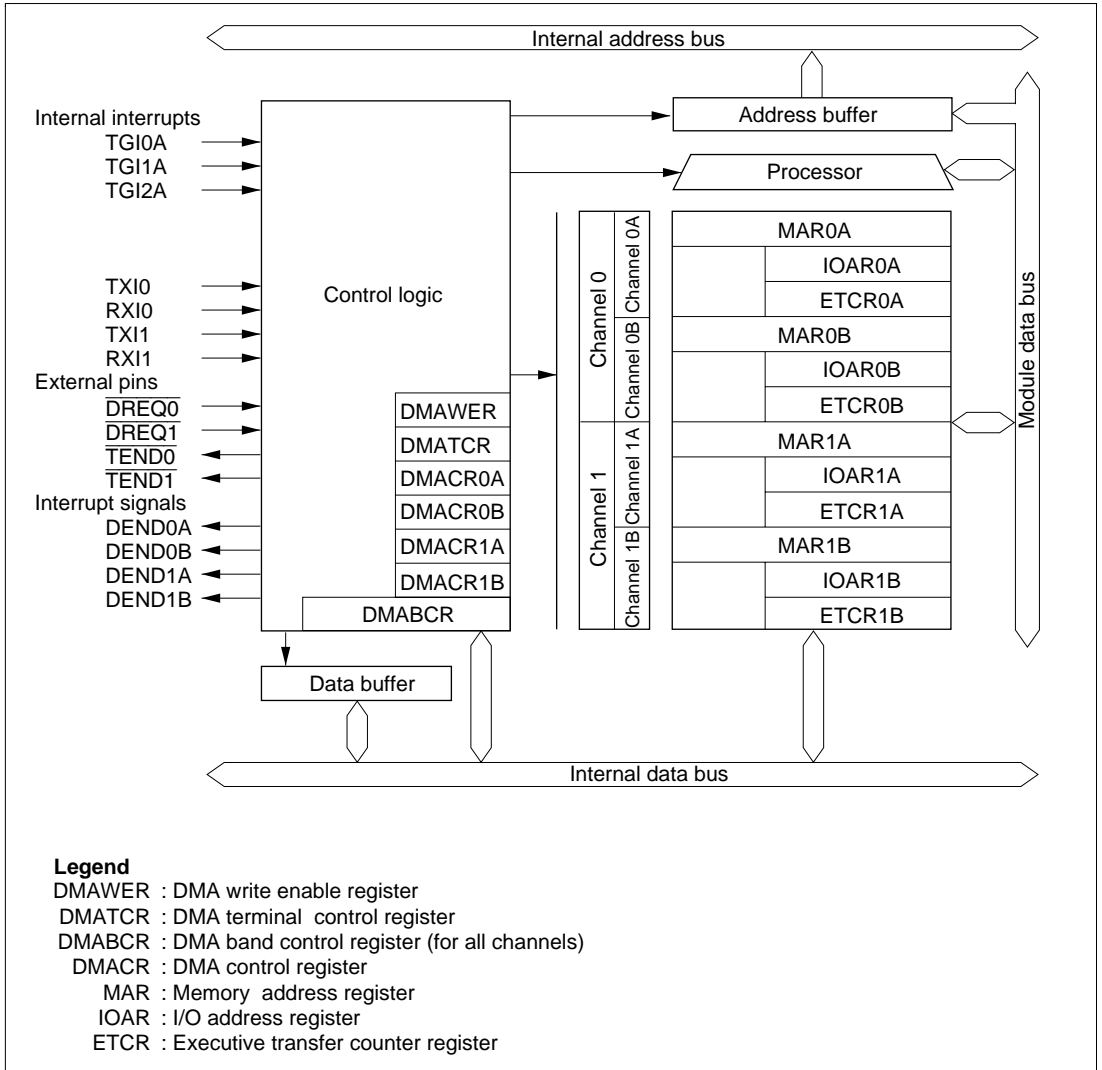 Internal address bus
Internal interrupts
TGI0A
TGI1A
TGI2A
TXI0
RXI0
TXI1
RXI1
External pins
DREQ0
DREQ1
TEND0
TEND1
Interrupt signals
DEND0A
DEND0B
DEND1A
DEND1B
Control logic
DMAWER
DMATCR
DMACR0A
DMACR0B
DMACR1A
DMACR1B
DMABCR
Data buffer
Address buffer
Processor
Channel 0
Channel 0A
Channel 0B
Channel 1
Channel 1A
Channel 1B
MAR0A
IOAR0A
ETCR0A
MAR0B
IOAR0B
ETCR0B
MAR1A
IOAR1A
ETCR1A
MAR1B
IOAR1B
ETCR1B
Module data bus
Internal data bus
Legend
DMAWER : DMA write enable register
DMATCR : DMA terminal control register
DMABCR : DMA band control register (for all channels)
DMACR : DMA control register
MAR : Memory address register
IOAR : I/O address register
ETCR : Executive transfer counter register